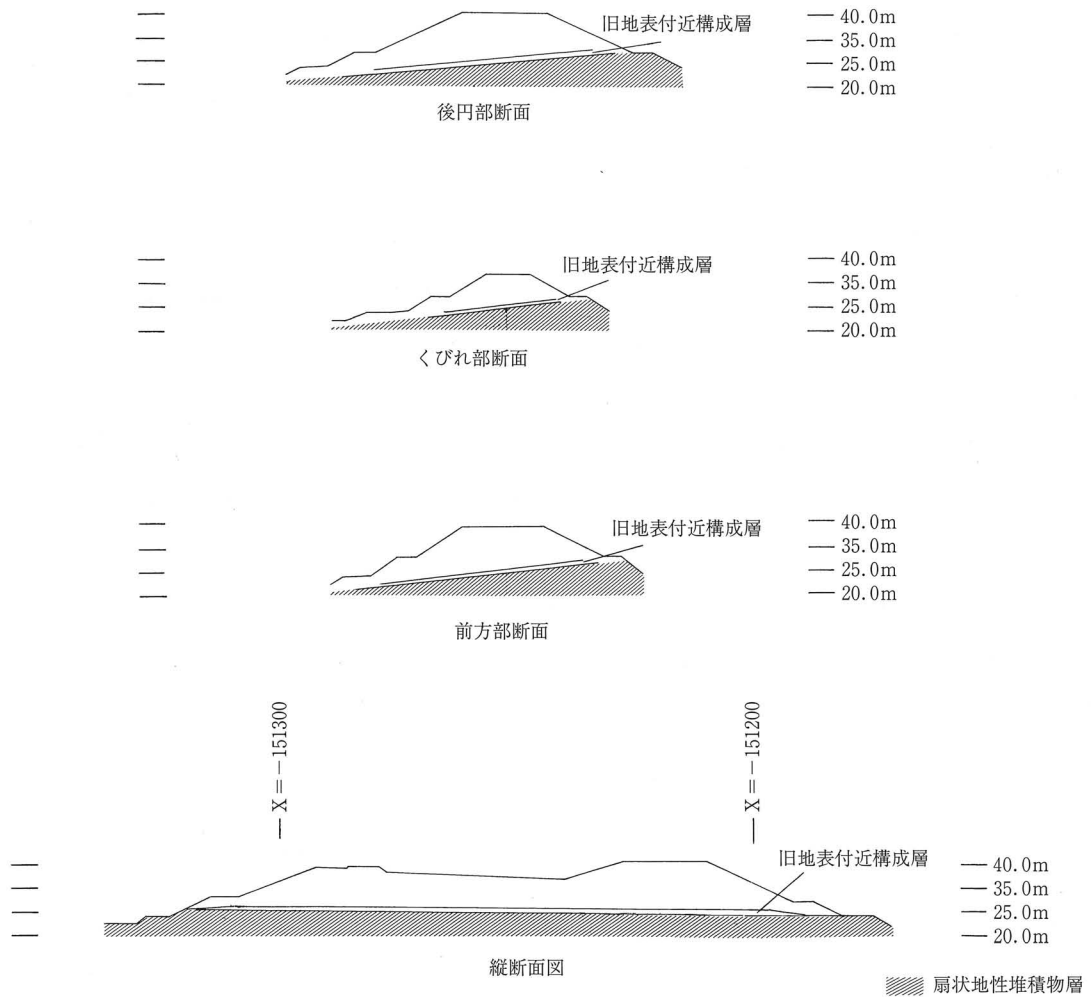 旧地表付近構成層
40.0m
35.0m
25.0m
20.0m
後円部断面
旧地表付近構成層
40.0m
35.0m
25.0m
20.0m
くびれ部断面
旧地表付近構成層
40.0m
35.0m
25.0m
20.0m
前方部断面
X=-151300
X=-151200
旧地表付近構成層
40.0m
35.0m
25.0m
20.0m
縦断面図
扇状地性堆積物層